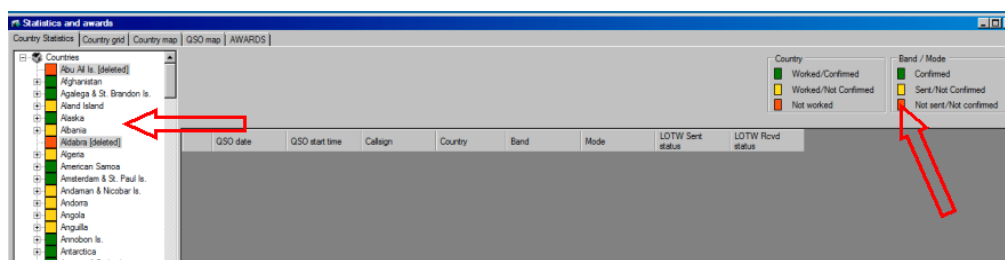 Statistics and awards
Country Statistics Country grid Country map QSO map AWARDS
Countries
Abu Ail Is. [deleted]
Afghanistan
Agalega & St. Brandon Is.
Aland Island
Alaska
Albania
Aldabra [deleted]
Algeria
American Samoa
Amsterdam & St. Paul Is.
Andaman & Nicobar Is.
Andorra
Angola
Anguilla
Annobon Is.
Antarctica
Country
Worked/Confirmed
Worked/Not Confirmed
Not worked
Band / Mode
Confirmed
Sent/Not Confirmed
Not sent/Not confirmed
QSO date QSO start time Callsign Country Band Mode LOTW Sent status LOTW Rcvd status